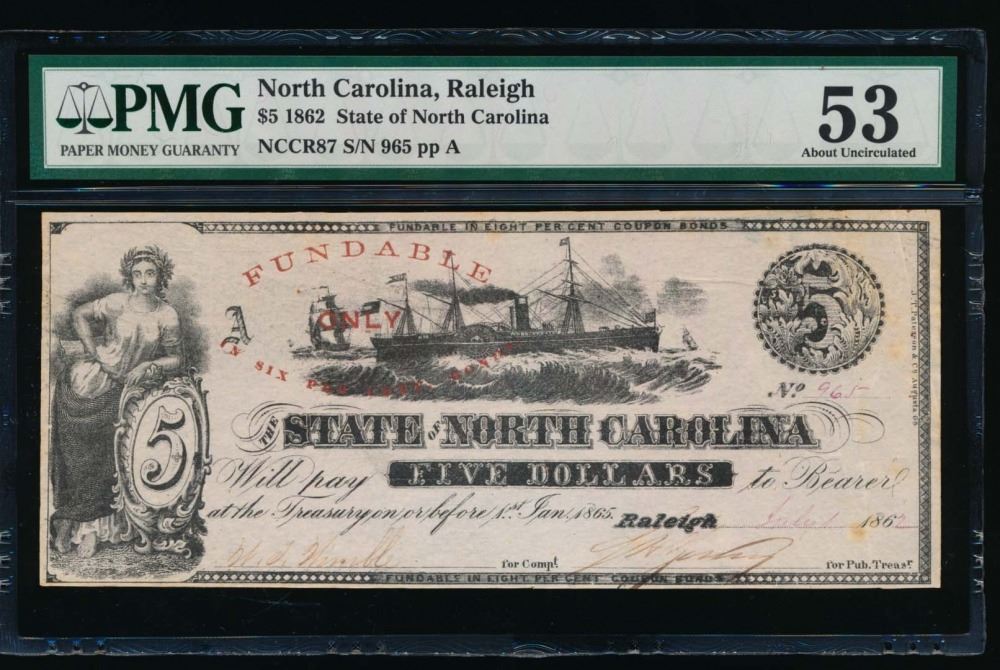 PMG
PAPER MONEY GUARANTY
North Carolina, Raleigh
$5 1862 State of North Carolina
NCCR87 S/N 965 pp A
53
About Uncirculated
FUNDABLE IN EIGHT PER CENT COUPON BONDS
FUNDABLE
ONLY
IN SIX PER CENT. BONDS
A
5
5
No 965
THE STATE OF NORTH CAROLINA
Will pay FIVE DOLLARS to Bearer
at the Treasury on or before 1st Jan. 1865. Raleigh July 1 1862
for Compt.
for Pub. Treasr
FUNDABLE IN EIGHT PER CENT COUPON BONDS